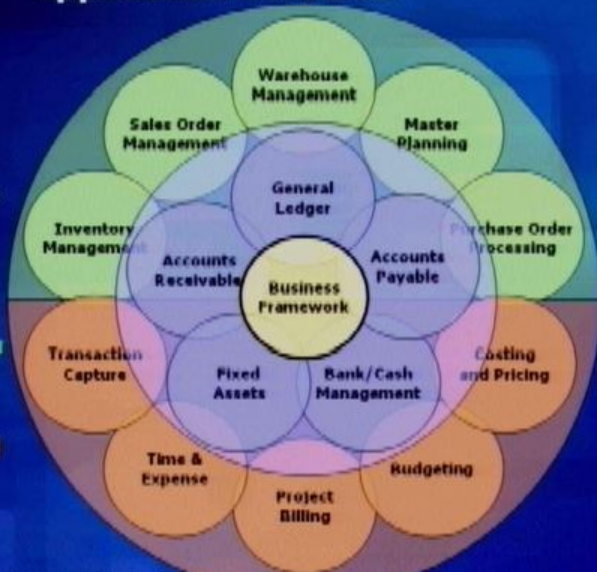 Warehouse
Management
Sales Order
Management
Master
Planning
General
Ledger
Inventory
Management
Purchase Order
Processing
Accounts
Receivable
Accounts
Payable
Business
Framework
Transaction
Capture
Costing
and Pricing
Fixed
Assets
Bank/Cash
Management
Time &
Expense
Budgeting
Project
Billing